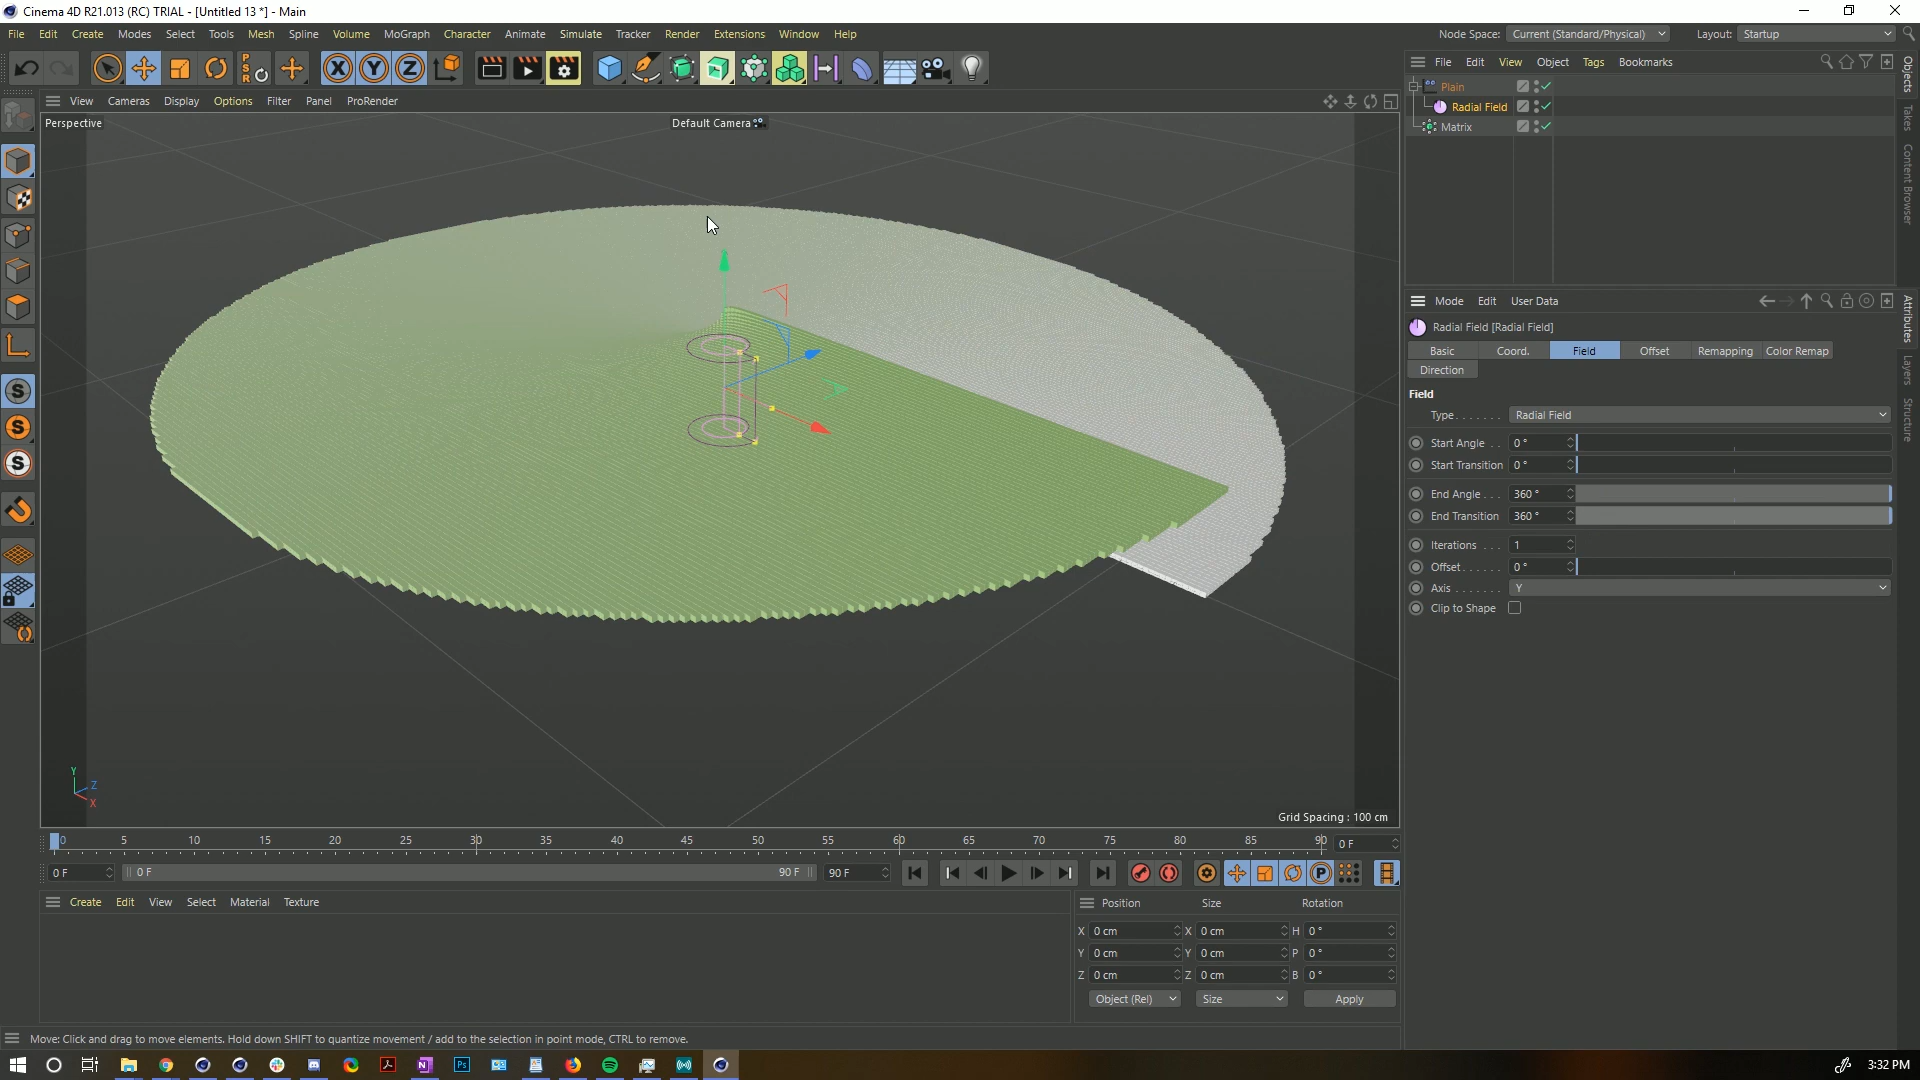 Cinema 4D R21.013 (RC) TRIAL - [Untitled 13 *] - Main
File Edit Create Modes Select Tools Mesh Spline Volume MoGraph Character Animate Simulate Tracker Render Extensions Window Help
Node Space: Current (Standard/Physical) Layout: Startup
P
S
R
X Y Z
File Edit View Object Tags Bookmarks
View Cameras Display Options Filter Panel ProRender
Perspective
Default Camera
Plain
Radial Field
Matrix
Objects
Takes
Content Browser
Mode Edit User Data
Radial Field [Radial Field]
Basic Coord. Field Offset Remapping Color Remap
Direction
Attributes
Layers
Structure
Field
Type....... Radial Field
Start Angle .. 0 °
Start Transition 0 °
End Angle ... 360 °
End Transition 360 °
Iterations ... 1
Offset...... 0 °
Axis ....... Y
Clip to Shape
S
S
S
Y
Z
X
Grid Spacing : 100 cm
0 5 10 15 20 25 30 35 40 45 50 55 60 65 70 75 80 85 90 0 F
0 F 0 F 90 F 90 F
P
Create Edit View Select Material Texture
Position Size Rotation
X 0 cm X 0 cm H 0 °
Y 0 cm Y 0 cm P 0 °
Z 0 cm Z 0 cm B 0 °
Object (Rel) Size Apply
Move: Click and drag to move elements. Hold down SHIFT to quantize movement / add to the selection in point mode, CTRL to remove.
N Ps
3:32 PM